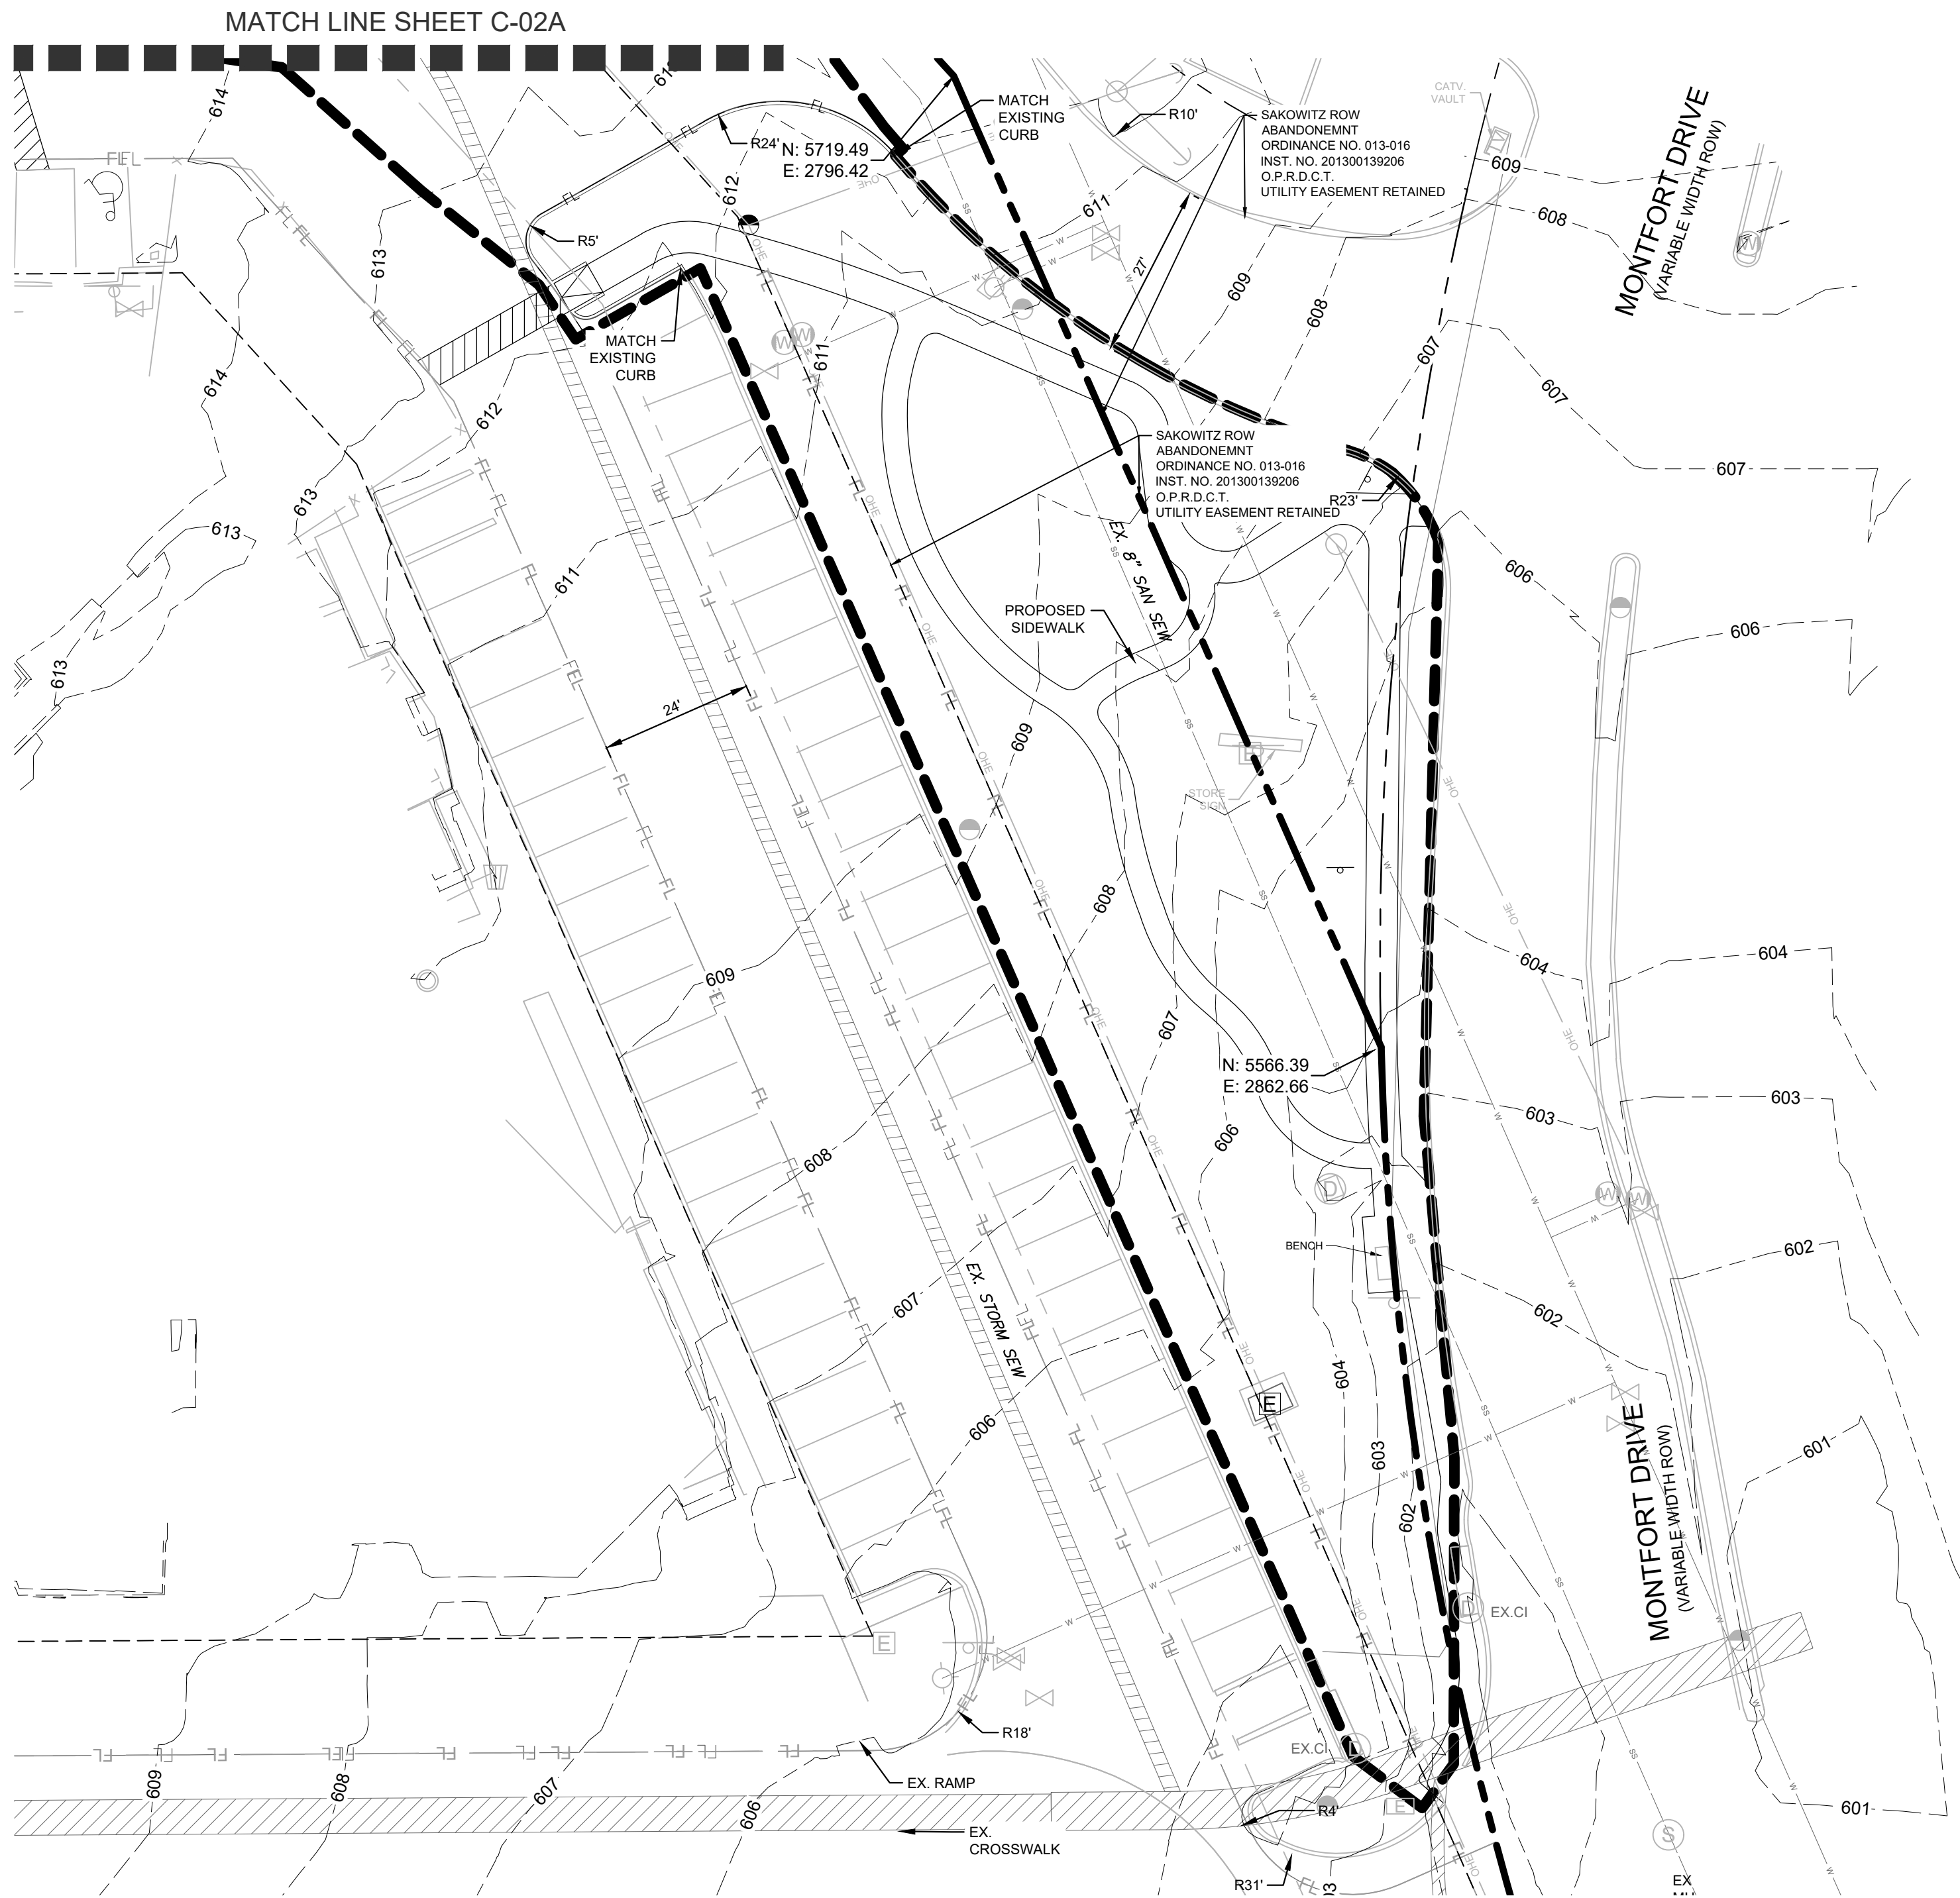 MATCH LINE SHEET C-02A
614
613
612
611
MATCH
EXISTING
CURB
R24'
N: 5719.49
E: 2796.42
R10'
SAKOWITZ ROW
ABANDONEMNT
ORDINANCE NO. 013-016
INST. NO. 201300139206
O.P.R.D.C.T.
UTILITY EASEMENT RETAINED
CATV.
VAULT
609
608
MONTFORT DRIVE
(VARIABLE WIDTH ROW)
R5'
27'
609
608
607
607
607
MATCH
EXISTING
CURB
611
614
612
613
613
613
611
SAKOWITZ ROW
ABANDONEMNT
ORDINANCE NO. 013-016
INST. NO. 201300139206
O.P.R.D.C.T.
UTILITY EASEMENT RETAINED
R23'
EX. 8" SAN SEW
606
606
PROPOSED
SIDEWALK
24'
609
STORE
SIGN
608
609
604
604
607
N: 5566.39
E: 2862.66
603
603
606
608
BENCH
602
602
607
EX. STORM SEW
604
603
602
606
E
MONTFORT DRIVE
(VARIABLE WIDTH ROW)
601
EX.CI
E
R18'
EX.CI
D
EX. RAMP
609
608
607
606
R4'
E
601
EX.
CROSSWALK
S
R31'
EX